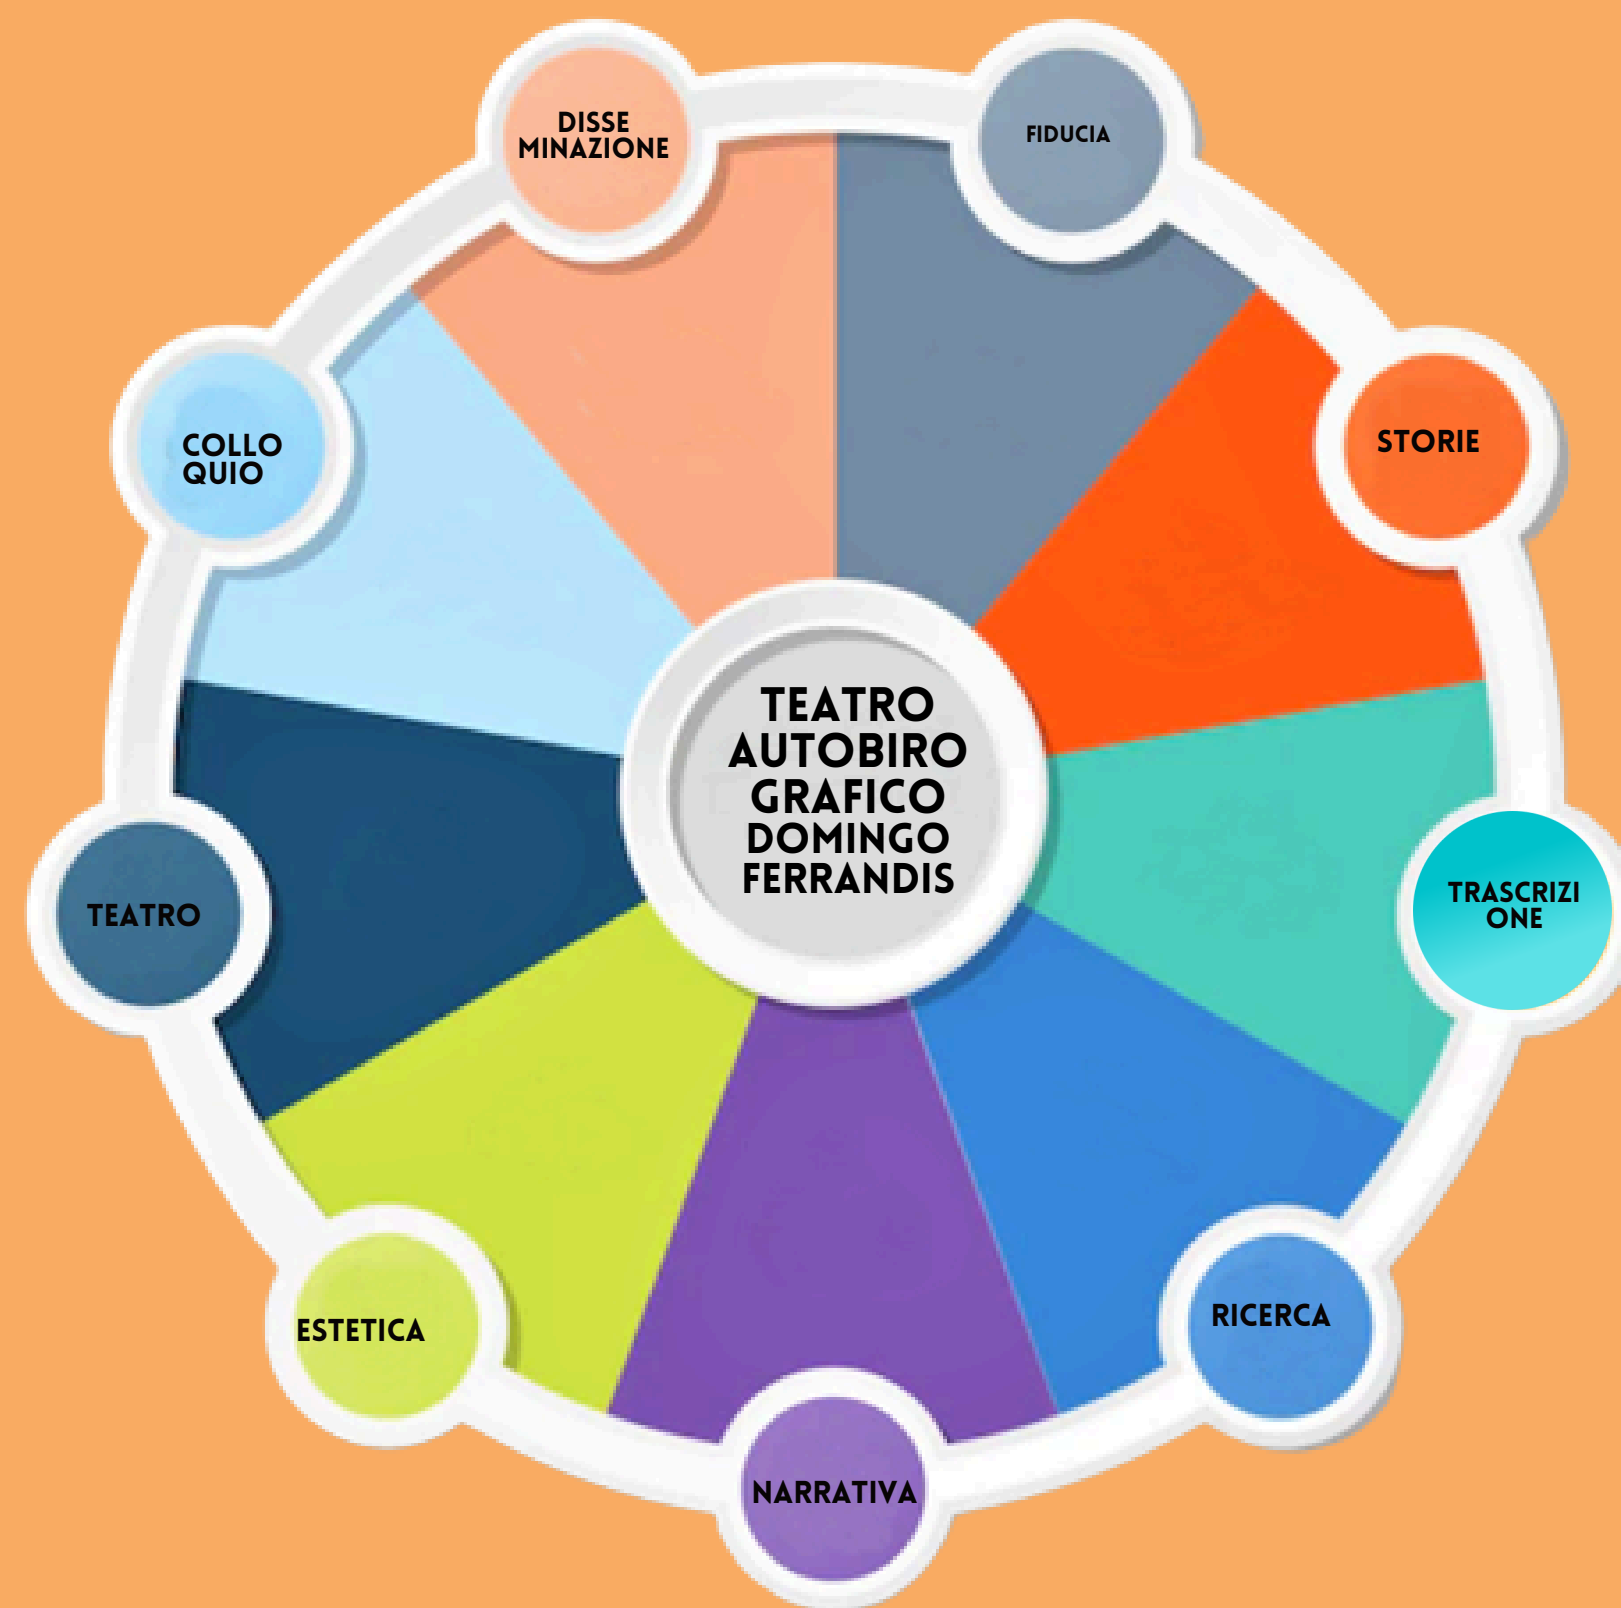 DISSE
MINAZIONE
FIDUCIA
COLLO
QUIO
STORIE
TEATRO
AUTOBIRO
GRAFICO
DOMINGO
FERRANDIS
TEATRO
TRASCRIZI
ONE
ESTETICA
RICERCA
NARRATIVA